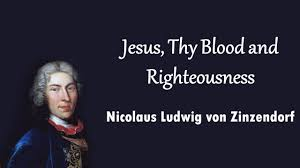 Jesus, Thy Blood and
Righteousness
Nicolaus Ludwig von Zinzendorf